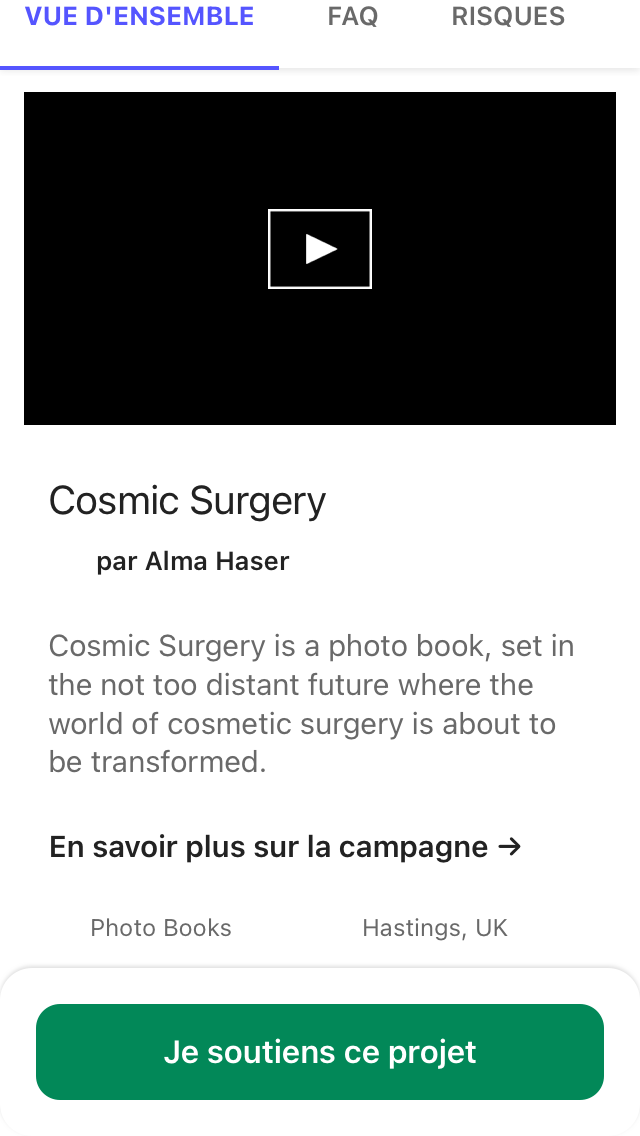 VUE D'ENSEMBLE FAQ RISQUES
Cosmic Surgery
par Alma Haser
Cosmic Surgery is a photo book, set in
the not too distant future where the
world of cosmetic surgery is about to
be transformed.
En savoir plus sur la campagne →
Photo Books Hastings, UK
Je soutiens ce projet